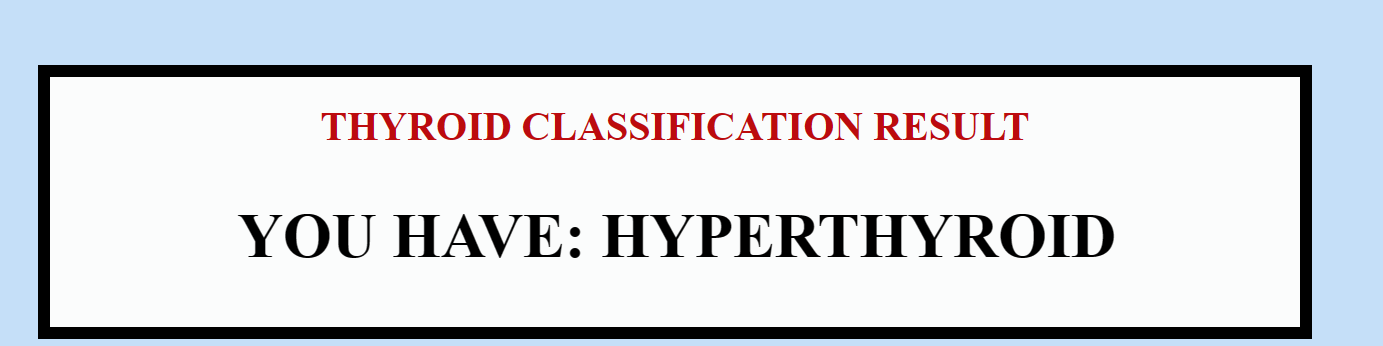 THYROID CLASSIFICATION RESULT
YOU HAVE: HYPERTHYROID